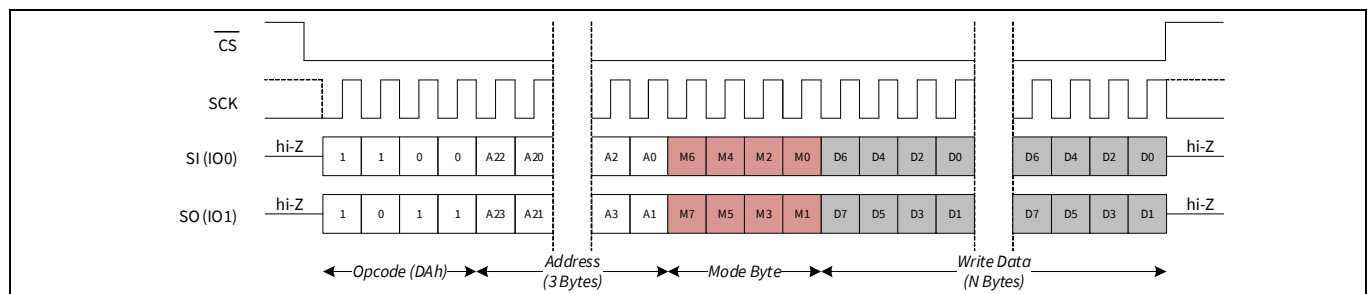 CS
SCK
SI (IO0) hi-Z 1 1 0 0 A22 A20 A2 A0 M6 M4 M2 M0 D6 D4 D2 D0 D6 D4 D2 D0 hi-Z
SO (IO1) hi-Z 1 0 1 1 A23 A21 A3 A1 M7 M5 M3 M1 D7 D5 D3 D1 D7 D5 D3 D1 hi-Z
Opcode (DAh) Address Mode Byte Write Data
(3 Bytes) (N Bytes)